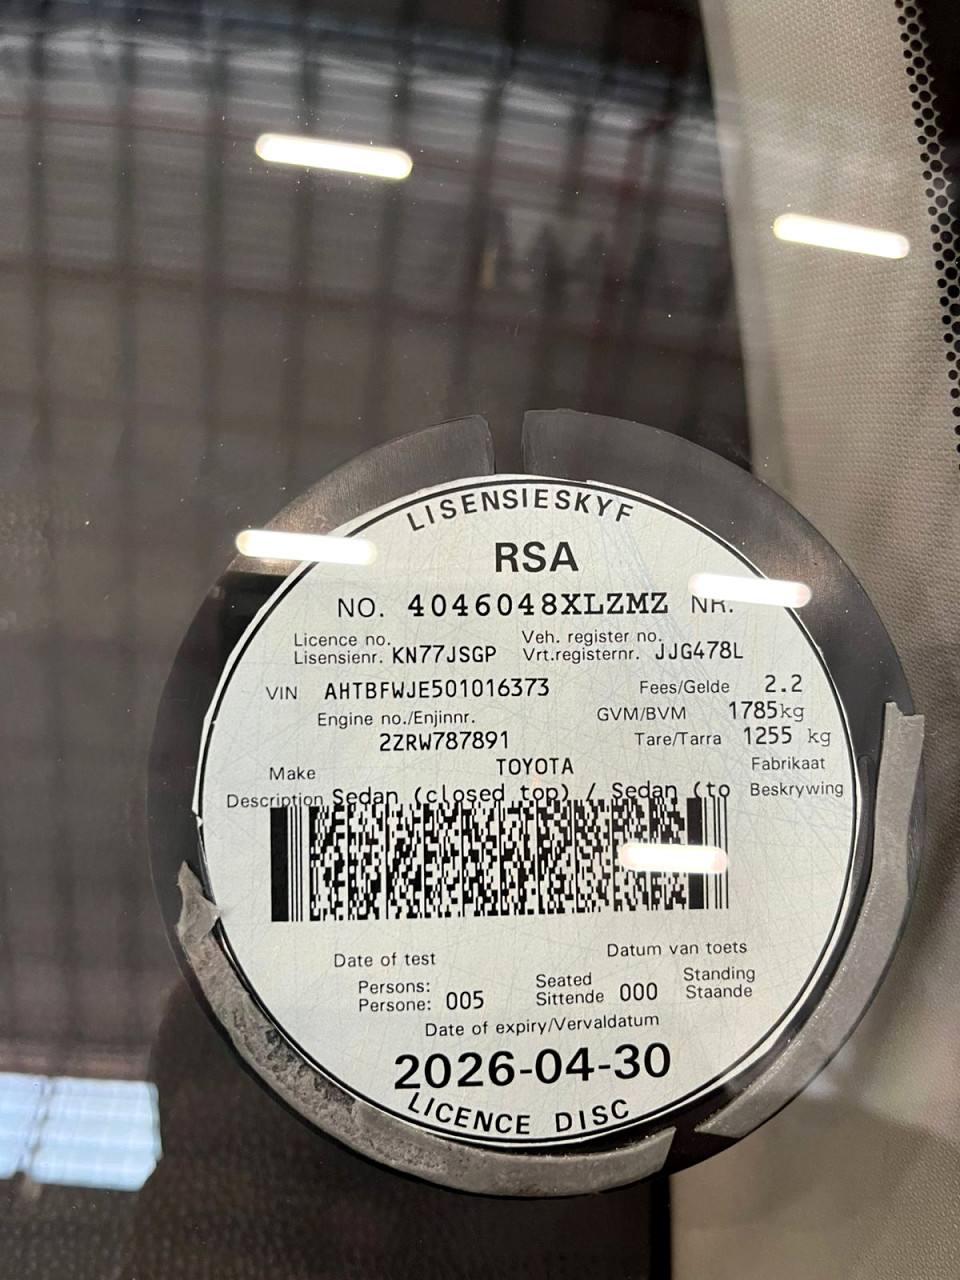 LISENSIESKYF
RSA
NO. 4046048XLZMZ NR.
Licence no. Veh. register no.
Lisensienr. KN77JSGP Vrt.registernr. JJG478L
VIN AHTBFWJE501016373 Fees/Gelde 2.2
Engine no./Enjinnr. GVM/BVM 1785kg
2ZRW787891 Tare/Tarra 1255 kg
Make TOYOTA Fabrikaat
Description Sedan (closed top) / Sedan (to Beskrywing
Date of test Datum van toets
Persons: Seated Standing
Persone: 005 Sittende 000 Staande
Date of expiry/Vervaldatum
2026-04-30
LICENCE DISC